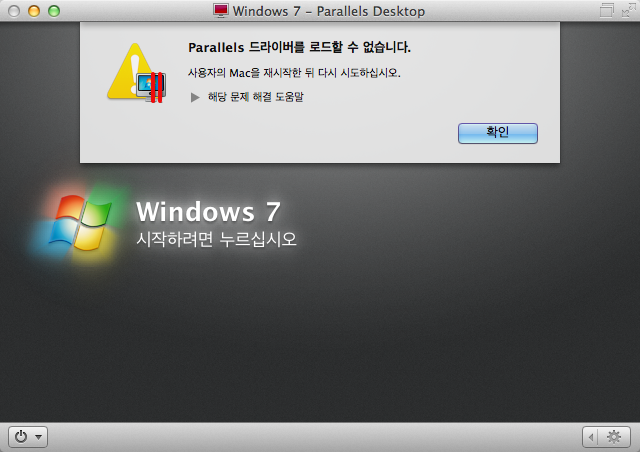 Windows 7 – Parallels Desktop
Parallels 드라이버를 로드할 수 없습니다.
사용자의 Mac을 재시작한 뒤 다시 시도하십시오.
해당 문제 해결 도움말
확인
Windows 7
시작하려면 누르십시오